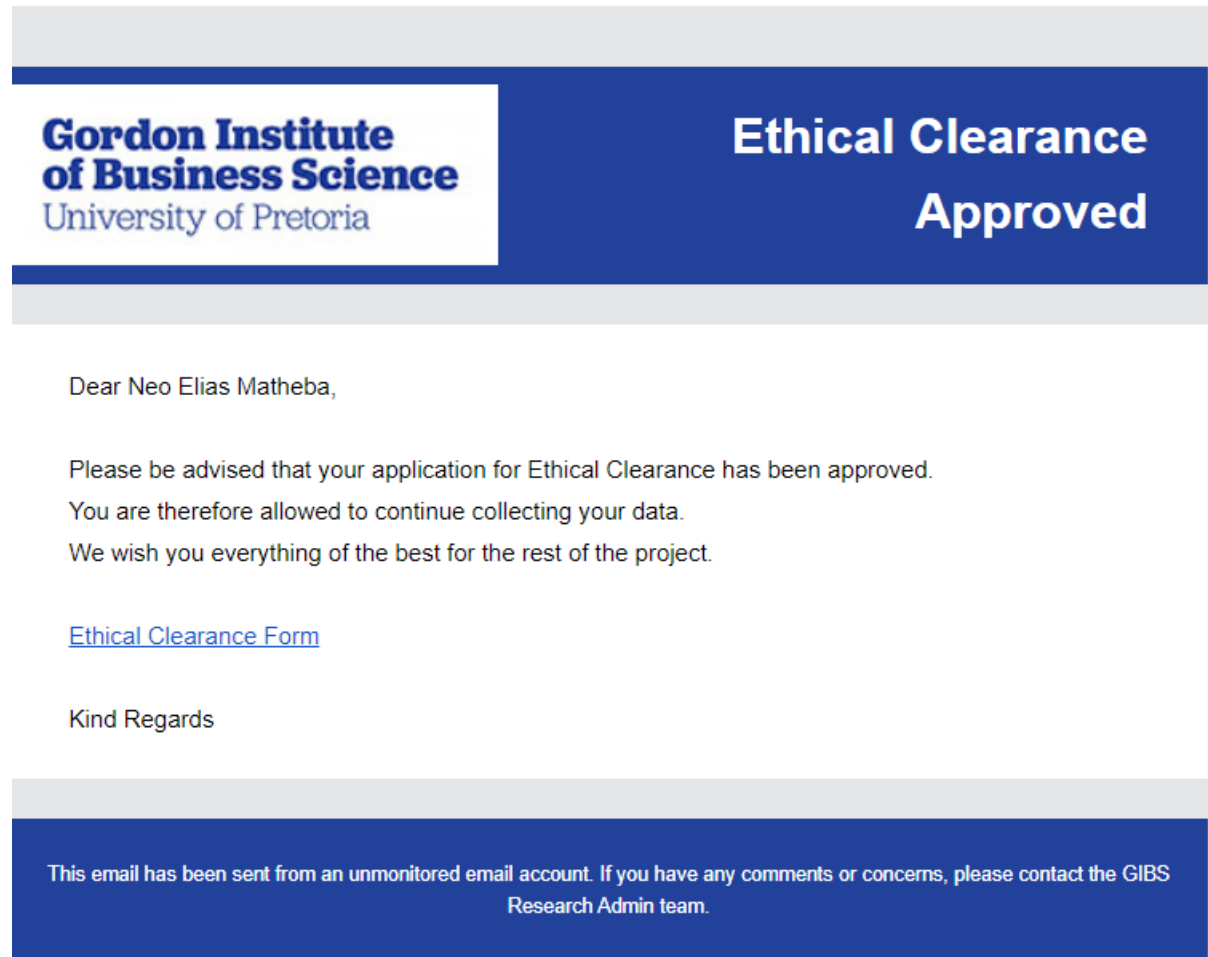 Gordon Institute
of Business Science
University of Pretoria
Ethical Clearance
Approved
Dear Neo Elias Matheba,
Please be advised that your application for Ethical Clearance has been approved.
You are therefore allowed to continue collecting your data.
We wish you everything of the best for the rest of the project.
Ethical Clearance Form
Kind Regards
This email has been sent from an unmonitored email account. If you have any comments or concerns, please contact the GIBS
Research Admin team.